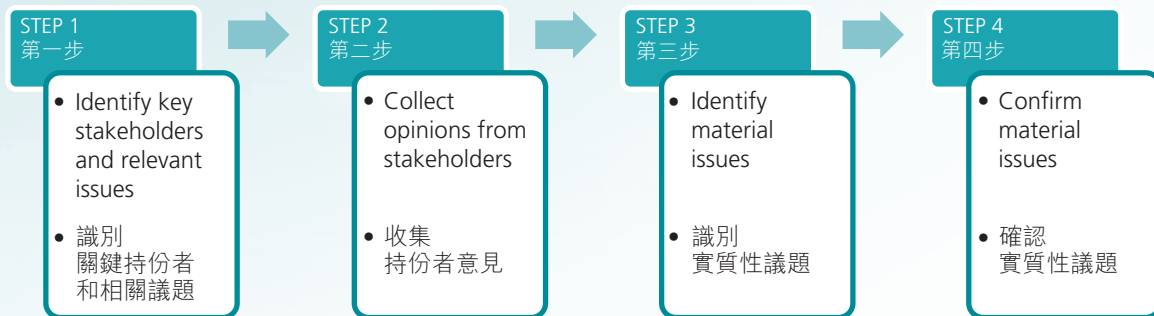 STEP 1
第一步
• Identify key
stakeholders
and relevant
issues
• 識別
關鍵持份者
和相關議題
STEP 2
第二步
• Collect
opinions from
stakeholders
• 收集
持份者意見
STEP 3
第三步
• Identify
material
issues
• 識別
實質性議題
STEP 4
第四步
• Confirm
material
issues
• 確認
實質性議題